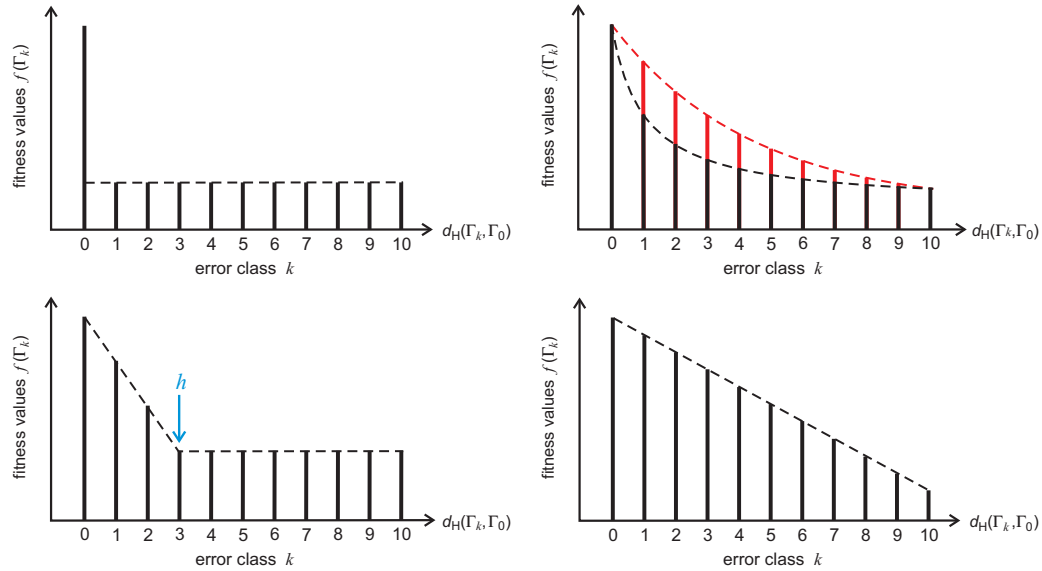 fitness values f(Γk)
0 1 2 3 4 5 6 7 8 9 10
dH(Γk,Γ0)
error class k
fitness values f(Γk)
0 1 2 3 4 5 6 7 8 9 10
dH(Γk,Γ0)
error class k
fitness values f(Γk)
h
0 1 2 3 4 5 6 7 8 9 10
dH(Γk,Γ0)
error class k
fitness values f(Γk)
0 1 2 3 4 5 6 7 8 9 10
dH(Γk,Γ0)
error class k